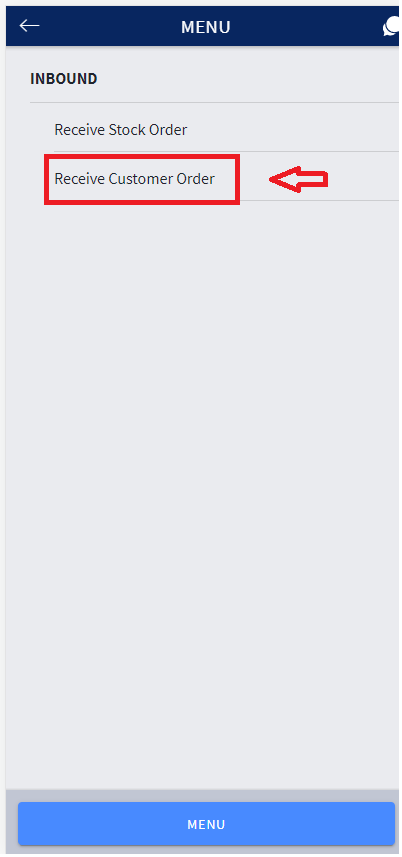 MENU
INBOUND
Receive Stock Order
Receive Customer Order
MENU